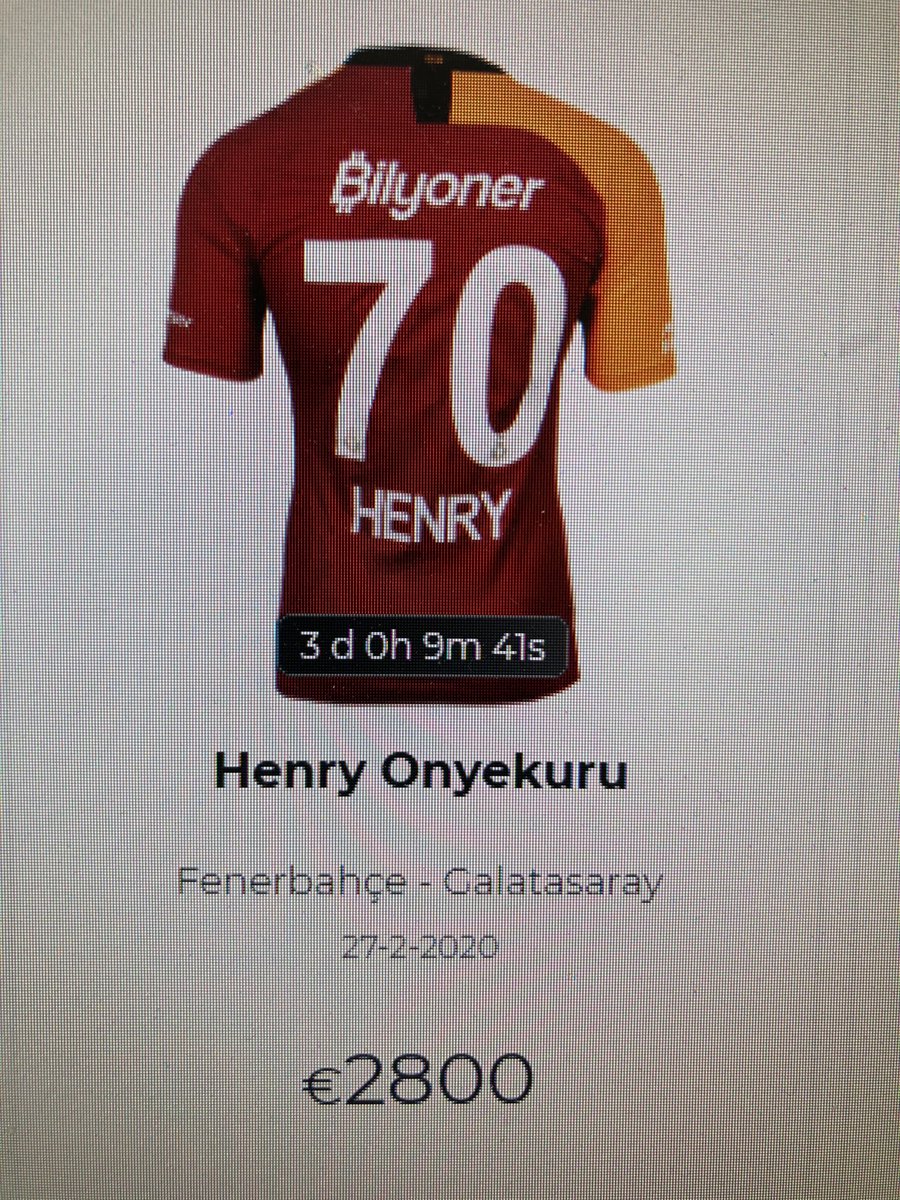 Bilyoner
70
HENRY
3 d 0h 9m 41s
Henry Onyekuru
Fenerbahçe - Galatasaray
27-2-2020
€2800